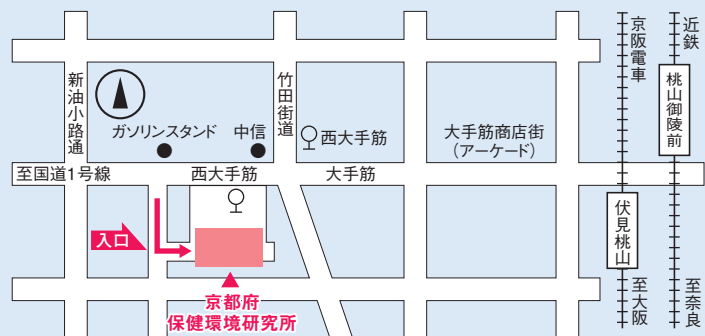 新油小路通
竹田街道
京阪電車
近鉄
桃山御陵前
ガソリンスタンド
中信
西大手筋
大手筋商店街
(アーケード)
至国道1号線
西大手筋
大手筋
入口
伏見桃山
至大阪
至奈良
京都府
保健環境研究所